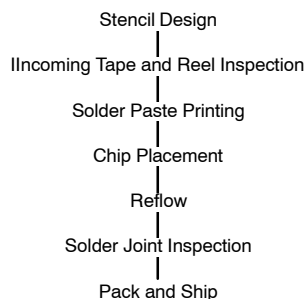 Stencil Design
IIncoming Tape and Reel Inspection
Solder Paste Printing
Chip Placement
Reflow
Solder Joint Inspection
Pack and Ship